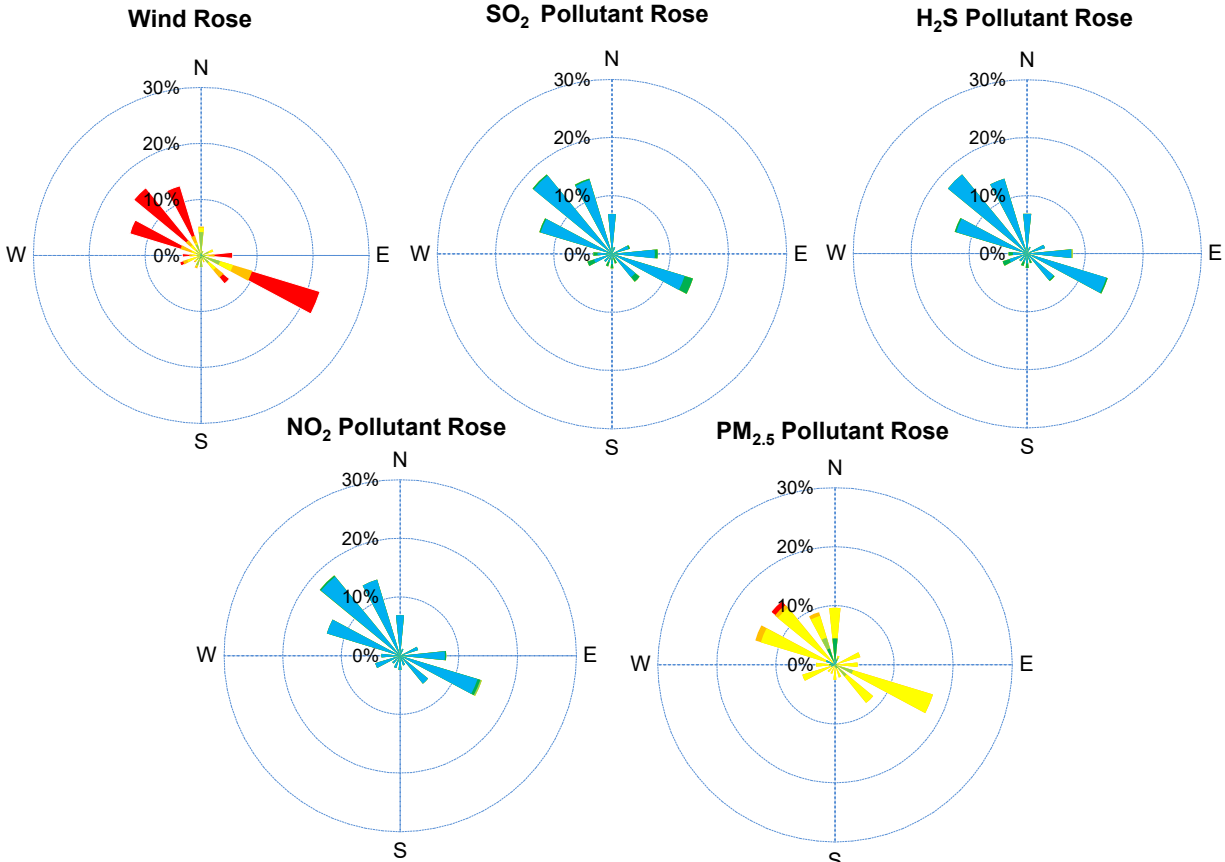 Wind Rose
N
30%
20%
10%
0%
W
E
S
SO₂ Pollutant Rose
N
30%
20%
10%
0%
W
E
S
H₂S Pollutant Rose
N
30%
20%
10%
0%
W
E
S
NO₂ Pollutant Rose
N
30%
20%
10%
0%
W
E
S
PM₂.₅ Pollutant Rose
N
30%
20%
10%
0%
W
E
S